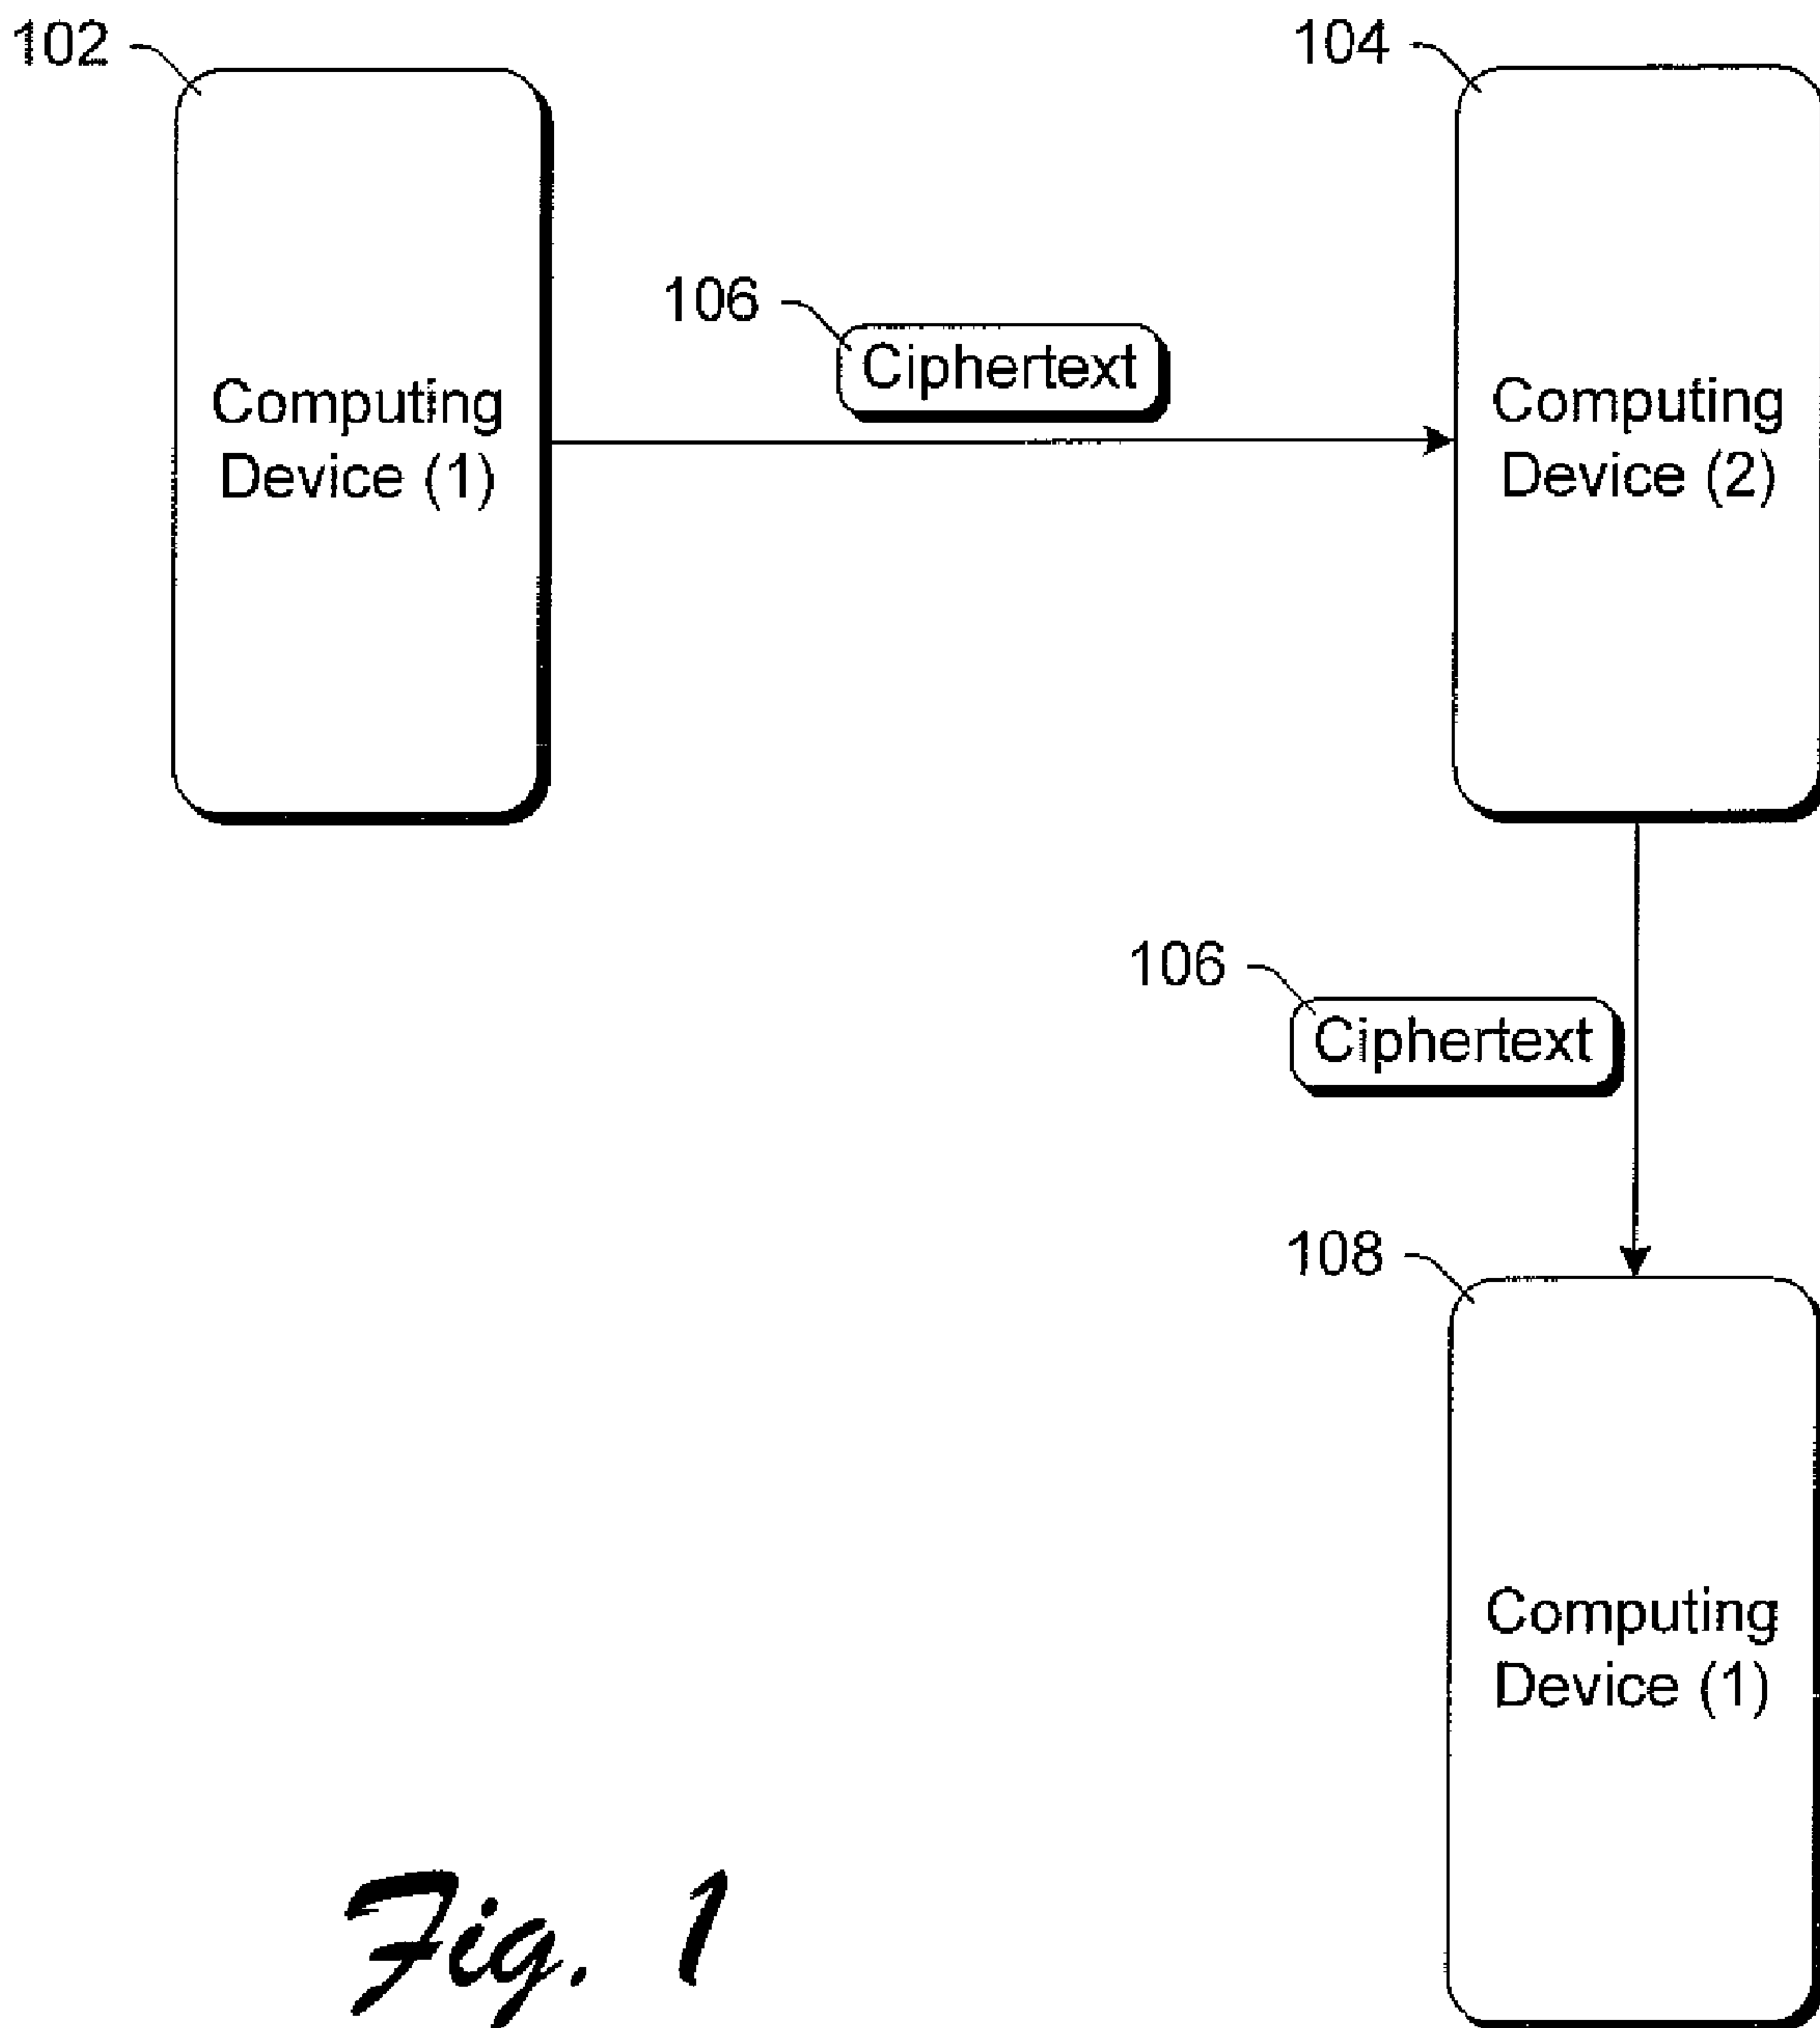 102
104
106
Ciphertext
Computing
Device (1)
Computing
Device (2)
106
Ciphertext
108
Computing
Device (1)
Fig. 1